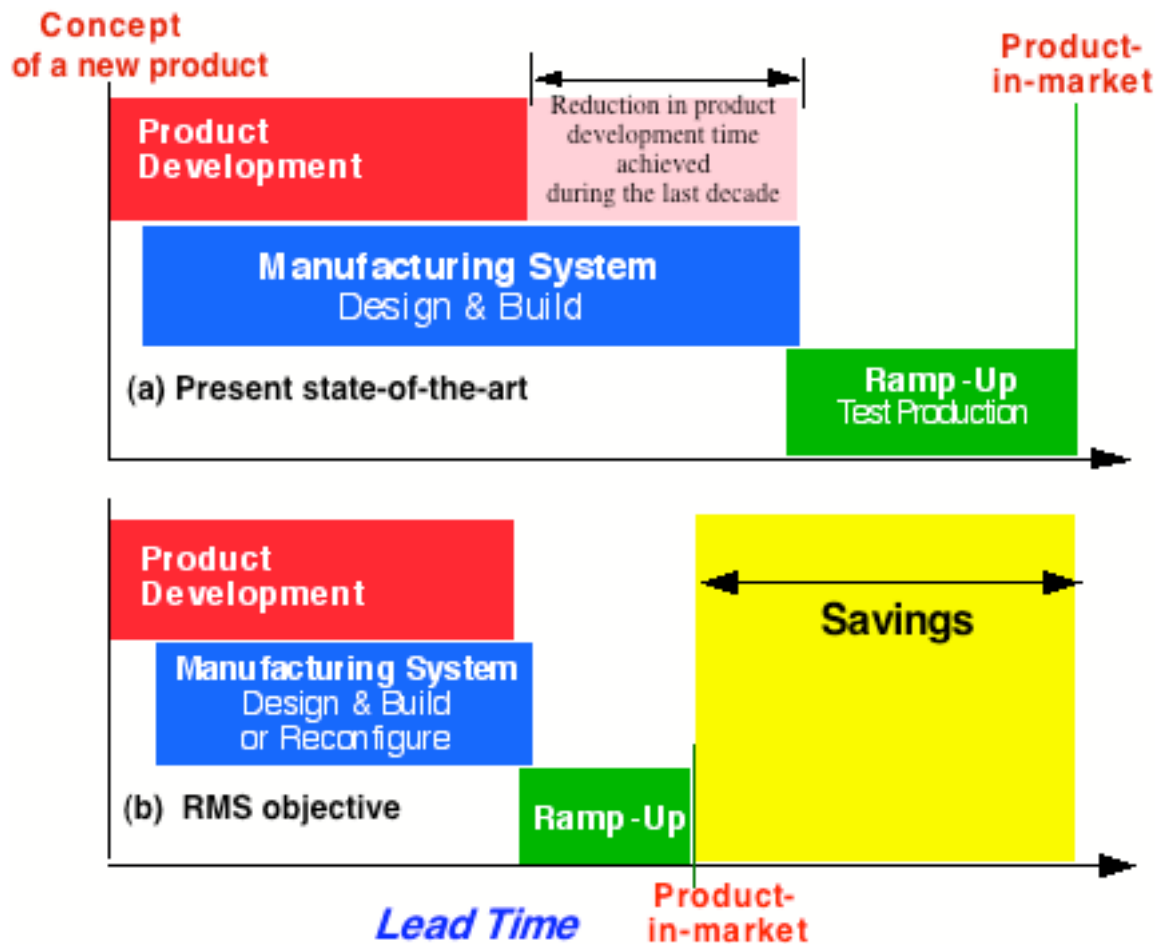 Concept
of a new product
Product-
in-market
Reduction in product
development time
achieved
during the last decade
Product
Development
Manufacturing System
Design & Build
(a) Present state-of-the-art
Ramp-Up
Test Production
Product
Development
Savings
Manufacturing System
Design & Build
or Reconfigure
(b) RMS objective
Ramp-Up
Lead Time
Product-
in-market